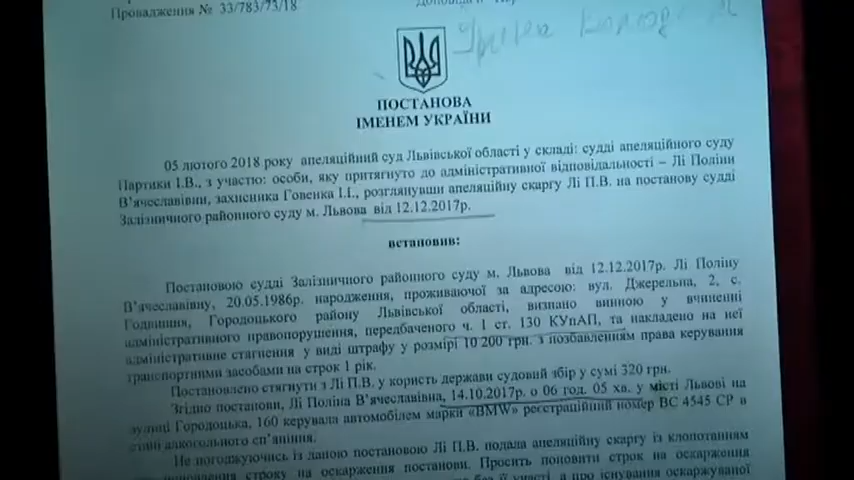 Провадження № 33/783/73/18
ПОСТАНОВА
ІМЕНЕМ УКРАЇНИ
05 лютого 2018 року апеляційний суд Львівської області у складі: судді апеляційного суду
Партики І.В., з участю: особи, яку притягнуто до адміністративної відповідальності – Лі Поліни
В'ячеславівни, захисника Говенка І.І., розглянувши апеляційну скаргу Лі П.В. на постанову судді
Залізничного районного суду м. Львова від 12.12.2017р.
встановив:
Постановою судді Залізничного районного суду м. Львова від 12.12.2017р. Лі Поліну
В'ячеславівну, 20.05.1986р. народження, проживаючої за адресою: вул. Джерельна, 2, с.
Годвишня, Городоцького району Львівської області, визнано винною у вчиненні
адміністративного правопорушення, передбаченого ч. 1 ст. 130 КУпАП, та накладено на неї
адміністративне стягнення у виді штрафу у розмірі 10 200 грн. з позбавленням права керування
транспортними засобами на строк 1 рік.
Постановлено стягнути з Лі П.В. у користь держави судовий збір у сумі 320 грн.
Згідно постанови, Лі Поліна В'ячеславівна, 14.10.2017р. о 06 год. 05 хв. у місті Львові на
вулиці Городоцька, 160 керувала автомобілем марки «BMW» реєстраційний номер ВС 4545 СР в
стані алкогольного сп'яніння.
Не погоджуючись із даною постановою Лі П.В. подала апеляційну скаргу із клопотанням
поновлення строку на оскарження постанови. Просить поновити строк на оскарження
без її участі, а про існування оскаржуваної